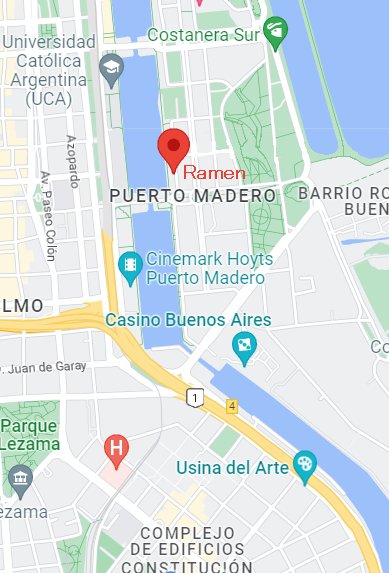 Costanera Sur
Universidad
Católica
Argentina
(UCA)
Azopardo
Av. Paseo Colón
Ramen
PUERTO MADERO
BARRIO RO
BUEN
Cinemark Hoyts
Puerto Madero
ELMO
Casino Buenos Aires
Co
. Juan de Garay
1
4
Parque
Lezama
H
Usina del Arte
ezama
COMPLEJO
DE EDIFICIOS
CONSTITUCIÓN